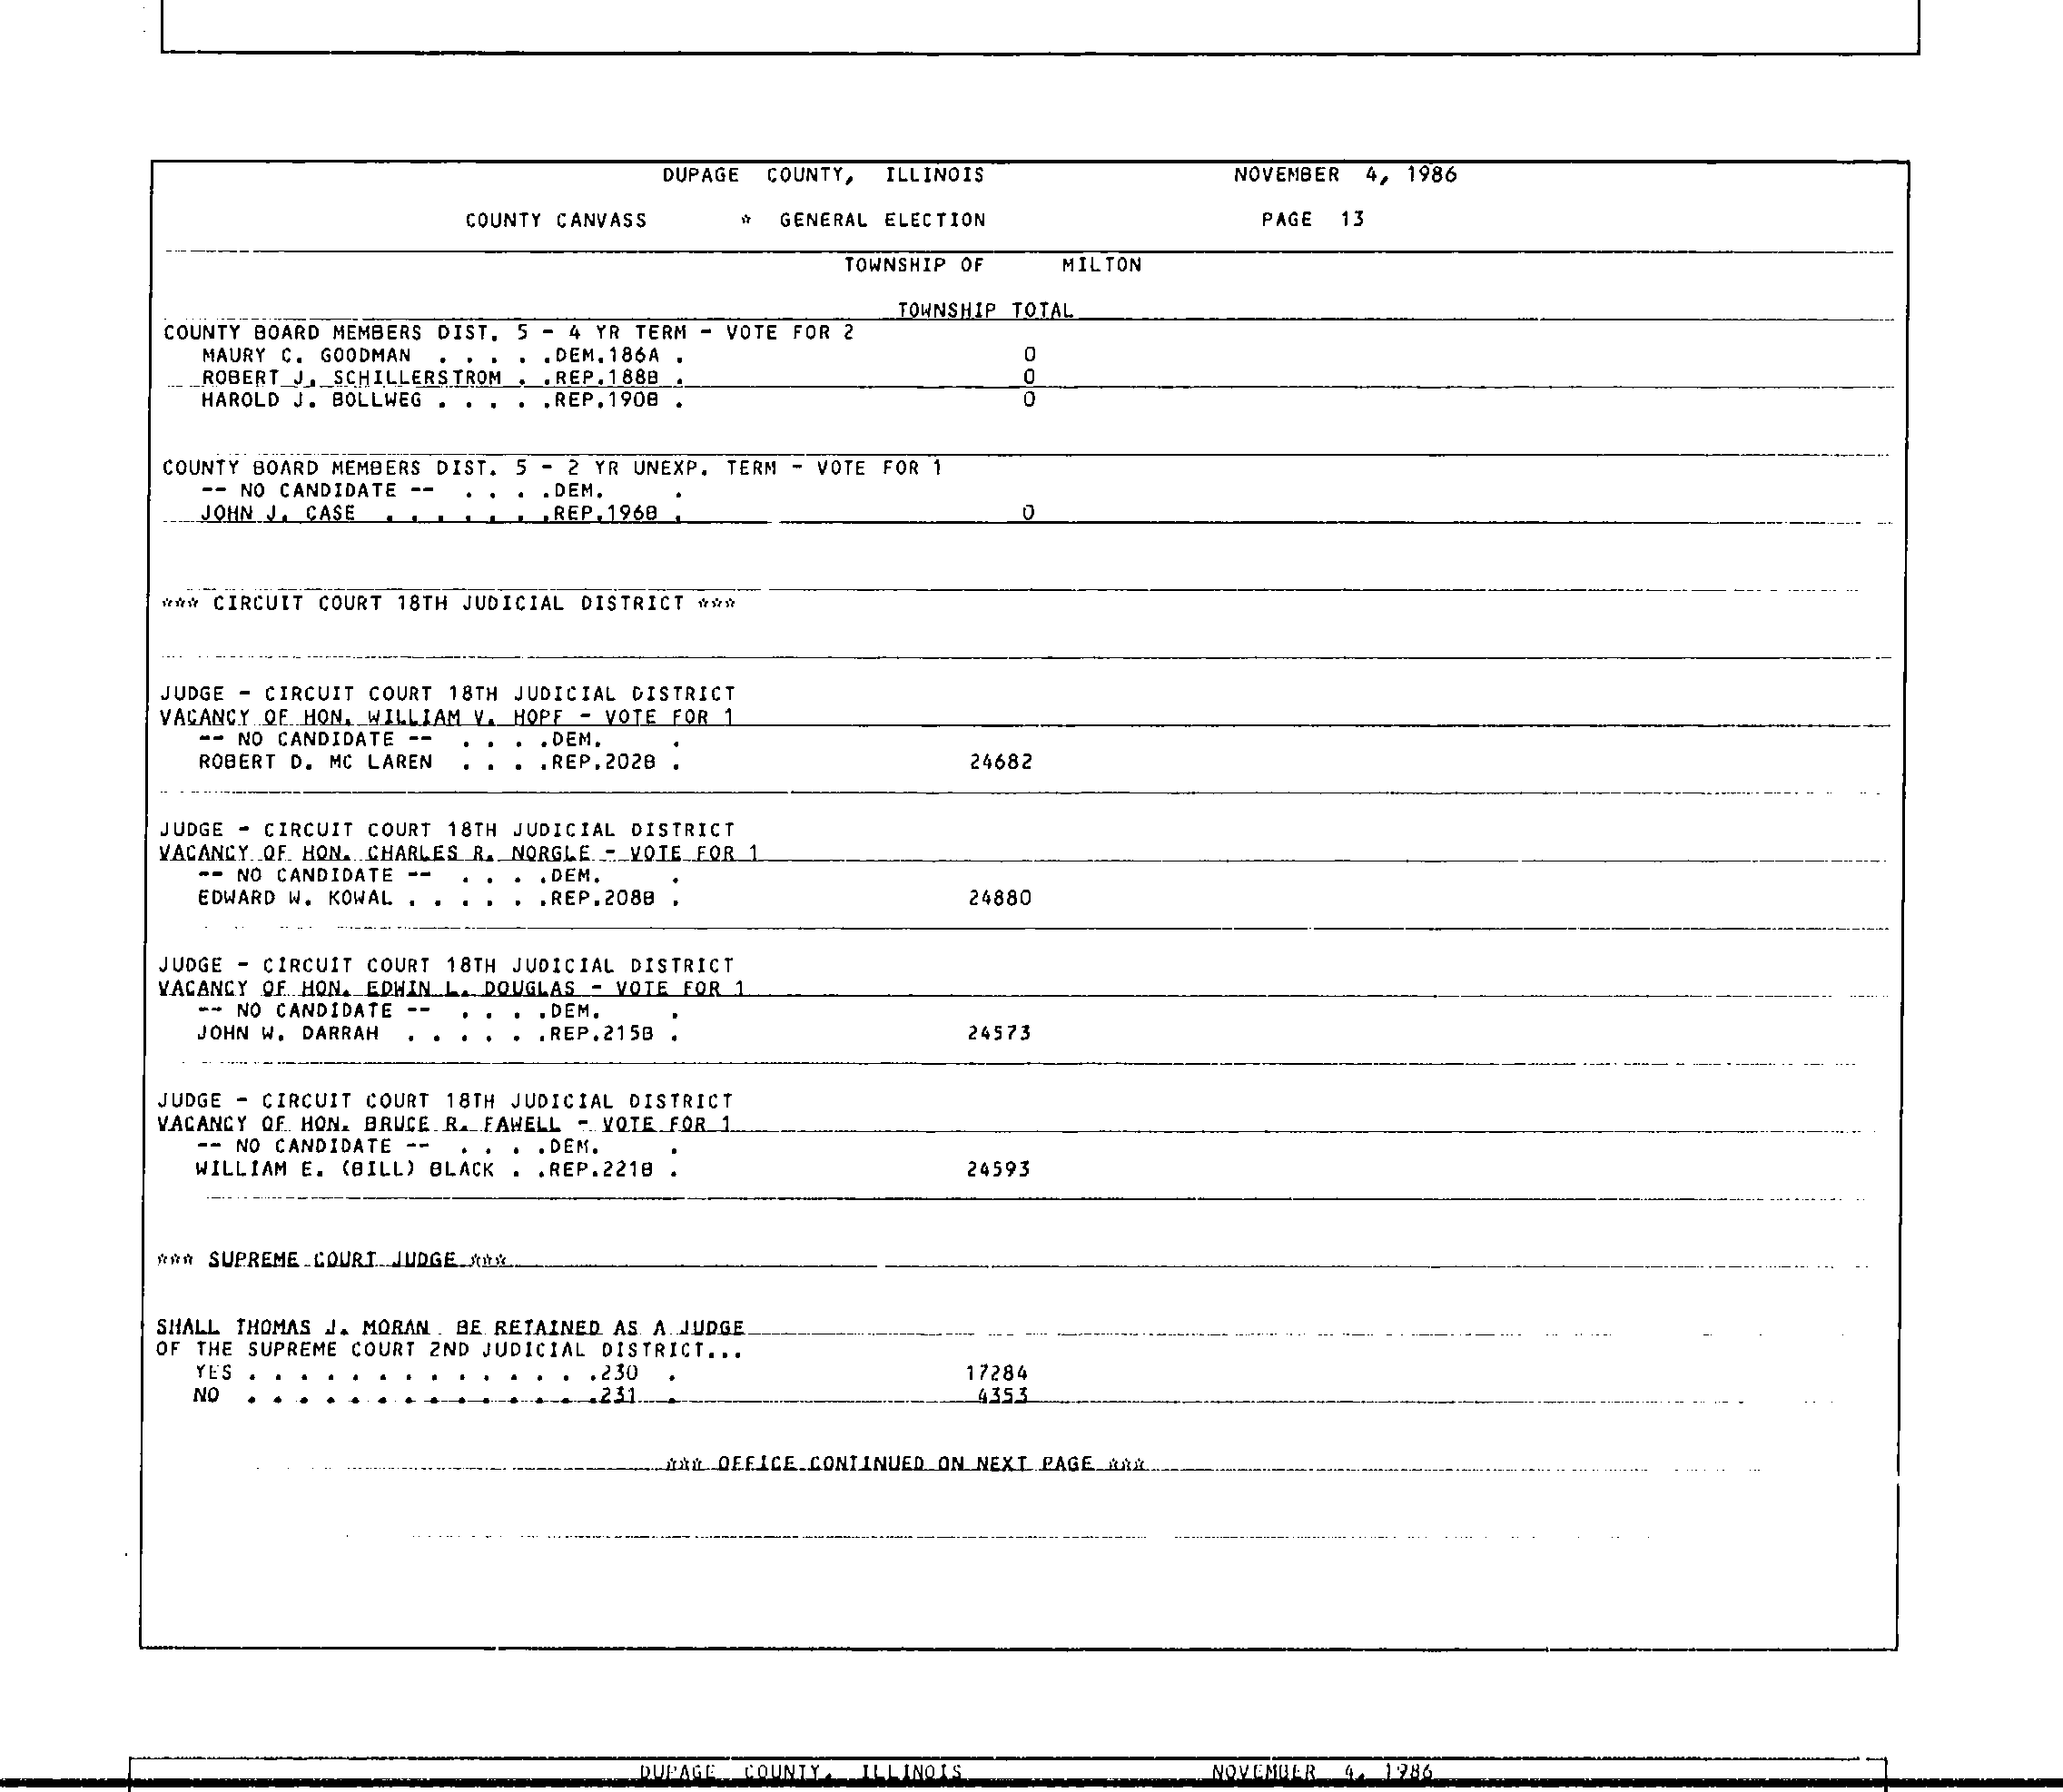 DUPAGE COUNTY, ILLINOIS NOVEMBER 4, 1986
COUNTY CANVASS * GENERAL ELECTION PAGE 13
TOWNSHIP OF MILTON
TOWNSHIP TOTAL
COUNTY BOARD MEMBERS DIST. 5 - 4 YR TERM - VOTE FOR 2
MAURY C. GOODMAN . . . . .DEM.186A . 0
ROBERT J. SCHILLERSTROM . .REP.188B . 0
HAROLD J. BOLLWEG . . . . .REP.190B . 0
COUNTY BOARD MEMBERS DIST. 5 - 2 YR UNEXP. TERM - VOTE FOR 1
-- NO CANDIDATE -- . . . .DEM. .
JOHN J. CASE . . . . . . .REP.196B . 0
*** CIRCUIT COURT 18TH JUDICIAL DISTRICT ***
JUDGE - CIRCUIT COURT 18TH JUDICIAL DISTRICT
VACANCY OF HON. WILLIAM V. HOPF - VOTE FOR 1
-- NO CANDIDATE -- . . . .DEM. .
ROBERT D. MC LAREN . . . .REP.202B . 24682
JUDGE - CIRCUIT COURT 18TH JUDICIAL DISTRICT
VACANCY OF HON. CHARLES R. NORGLE - VOTE FOR 1
-- NO CANDIDATE -- . . . .DEM. .
EDWARD W. KOWAL . . . . . .REP.208B . 24880
JUDGE - CIRCUIT COURT 18TH JUDICIAL DISTRICT
VACANCY OF HON. EDWIN L. DOUGLAS - VOTE FOR 1
-- NO CANDIDATE -- . . . .DEM. .
JOHN W. DARRAH . . . . . .REP.215B . 24573
JUDGE - CIRCUIT COURT 18TH JUDICIAL DISTRICT
VACANCY OF HON. BRUCE R. FAWELL - VOTE FOR 1
-- NO CANDIDATE -- . . . .DEM. .
WILLIAM E. (BILL) BLACK . .REP.221B . 24593
*** SUPREME COURT JUDGE ***
SHALL THOMAS J. MORAN BE RETAINED AS A JUDGE
OF THE SUPREME COURT 2ND JUDICIAL DISTRICT...
YES . . . . . . . . . . . . . .230 . 17284
NO . . . . . . . . . . . . . .231 . 4353
*** OFFICE CONTINUED ON NEXT PAGE ***
DUPAGE COUNTY, ILLINOIS NOVEMBER 4, 1986